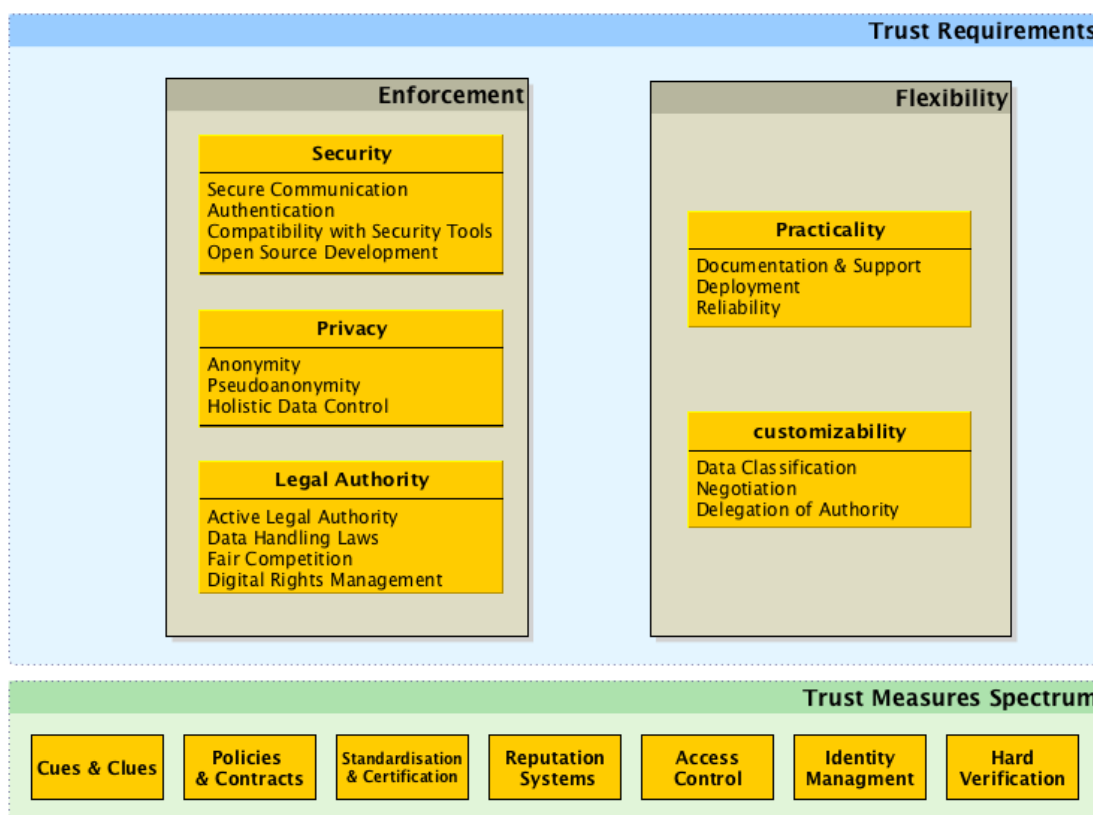 Trust Requirements
Enforcement
Security
Secure Communication
Authentication
Compatibility with Security Tools
Open Source Development
Privacy
Anonymity
Pseudoanonymity
Holistic Data Control
Legal Authority
Active Legal Authority
Data Handling Laws
Fair Competition
Digital Rights Management
Flexibility
Practicality
Documentation & Support
Deployment
Reliability
customizability
Data Classification
Negotiation
Delegation of Authority
Trust Measures Spectrum
Cues & Clues
Policies
& Contracts
Standardisation
& Certification
Reputation
Systems
Access
Control
Identity
Managment
Hard
Verification